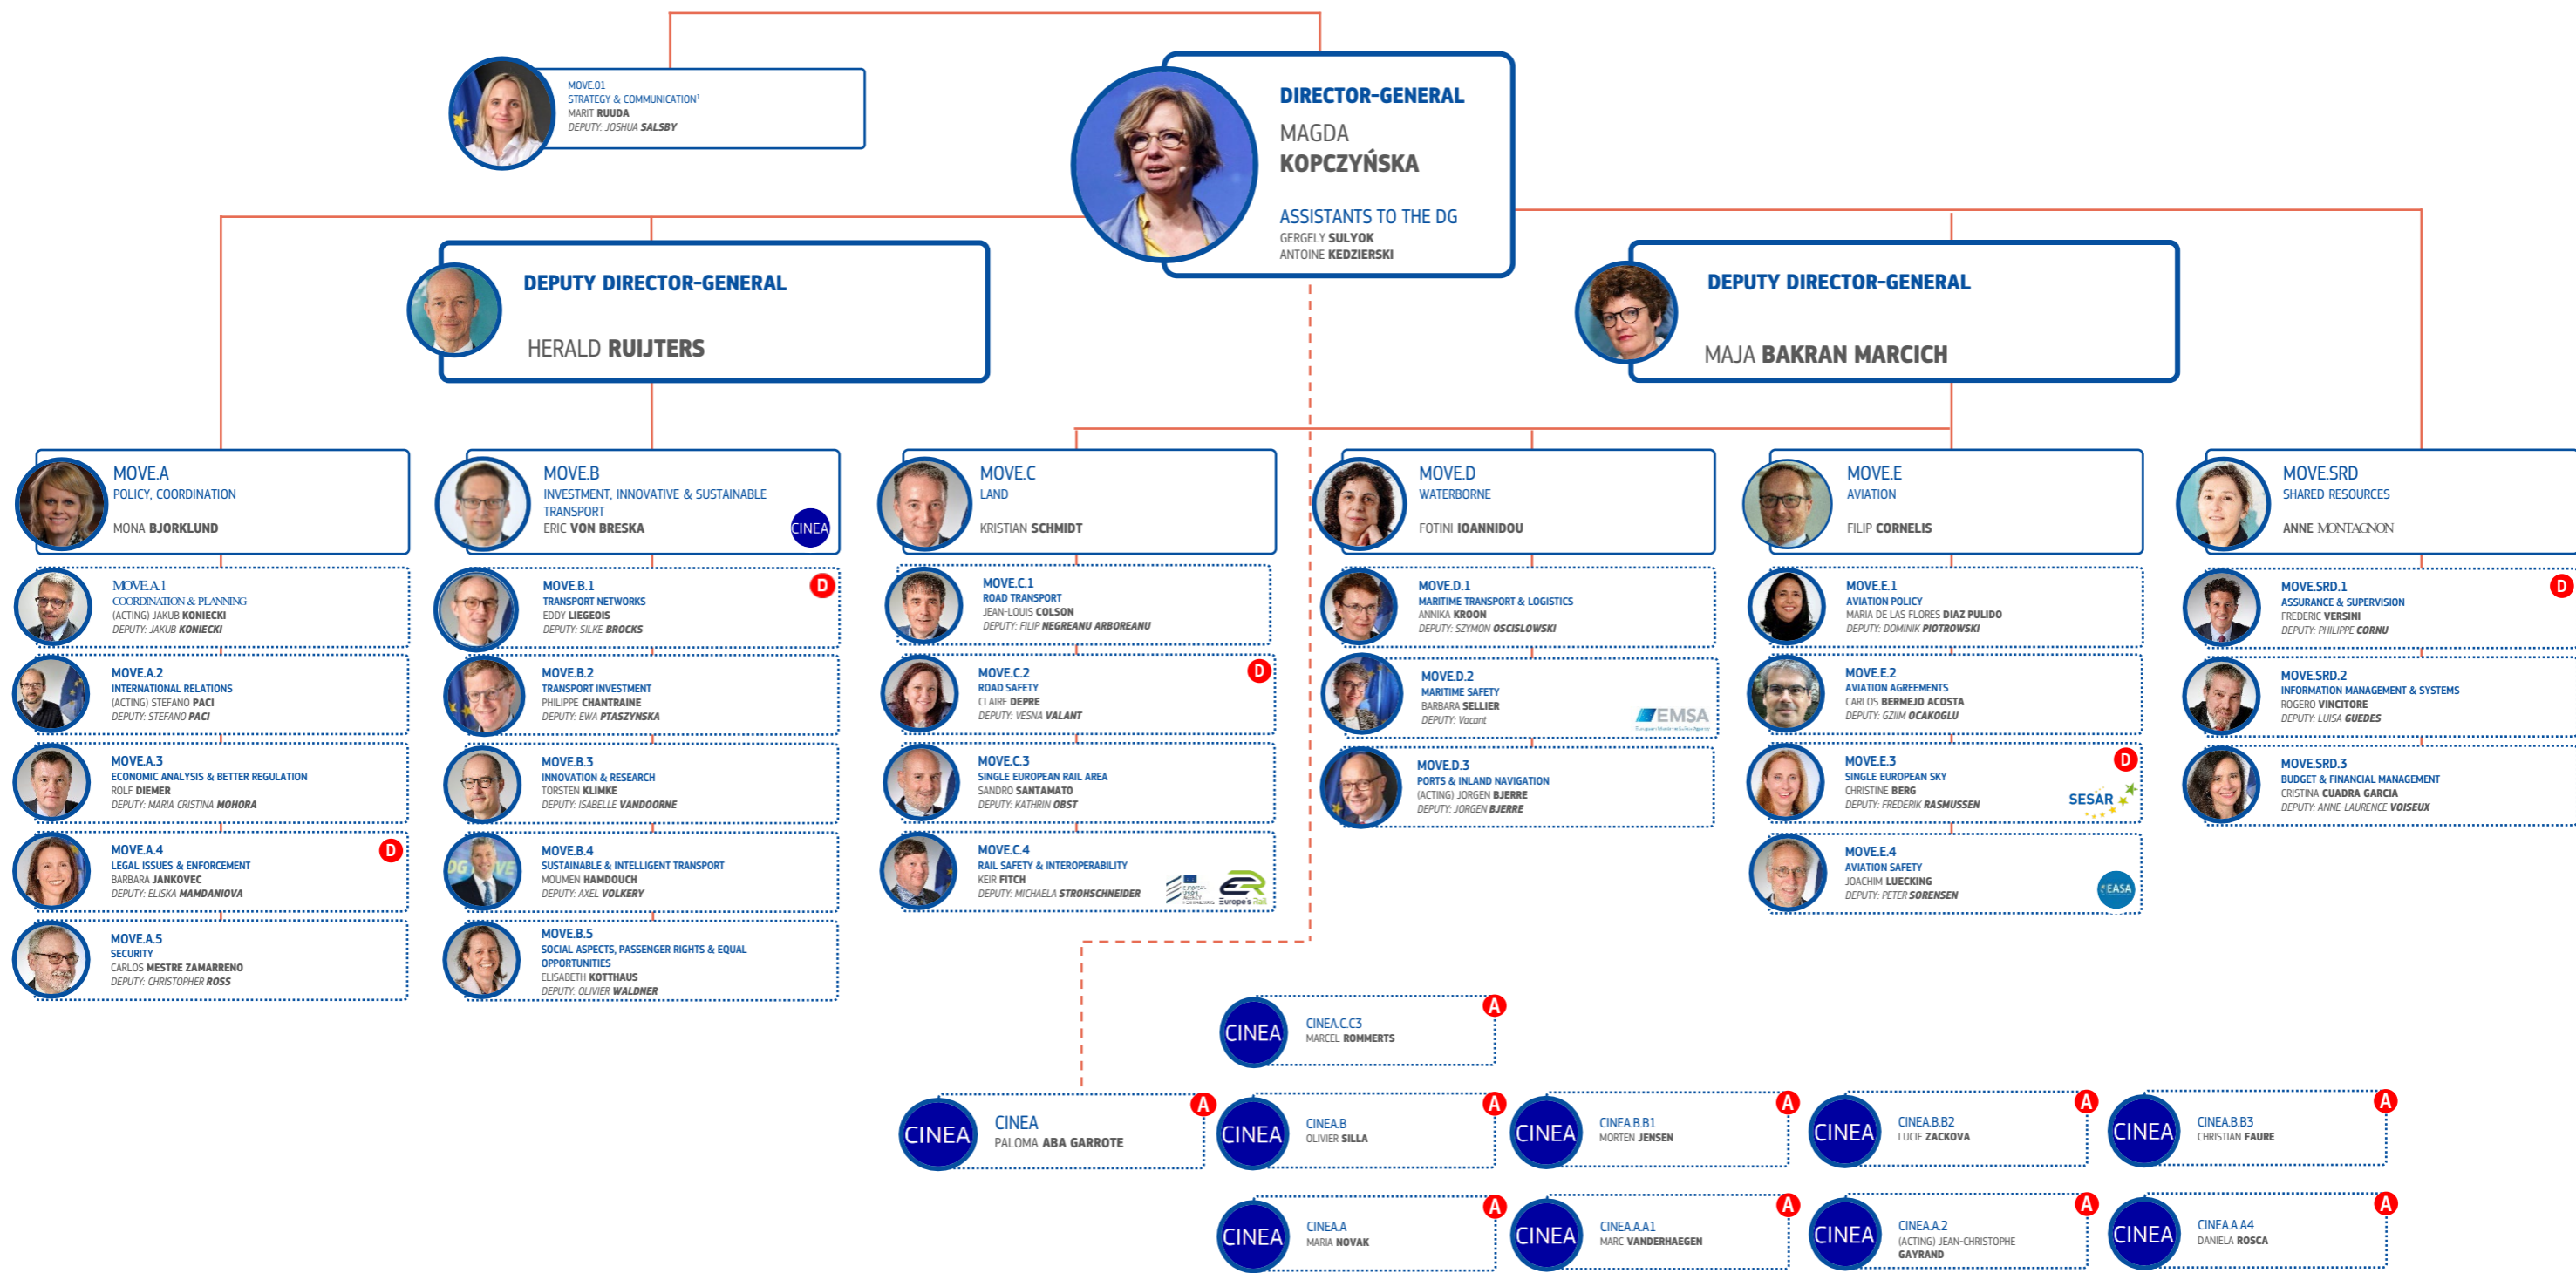 MOVE.01
STRATEGY & COMMUNICATION¹
MARIT RUUDA
DEPUTY: JOSHUA SALSBY
DIRECTOR-GENERAL
MAGDA
KOPCZYŃSKA
ASSISTANTS TO THE DG
GERGELY SULYOK
ANTOINE KEDZIERSKI
DEPUTY DIRECTOR-GENERAL
HERALD RUIJTERS
DEPUTY DIRECTOR-GENERAL
MAJA BAKRAN MARCICH
MOVE.A
POLICY, COORDINATION
MONA BJORKLUND
MOVE.A.1
COORDINATION & PLANNING
(ACTING) JAKUB KONIECKI
DEPUTY: JAKUB KONIECKI
MOVE.A.2
INTERNATIONAL RELATIONS
(ACTING) STEFANO PACI
DEPUTY: STEFANO PACI
MOVE.A.3
ECONOMIC ANALYSIS & BETTER REGULATION
ROLF DIEMER
DEPUTY: MARIA CRISTINA MOHORA
MOVE.A.4
LEGAL ISSUES & ENFORCEMENT
BARBARA JANKOVEC
DEPUTY: ELISKA MAMDANIOVA
D
MOVE.A.5
SECURITY
CARLOS MESTRE ZAMARRENO
DEPUTY: CHRISTOPHER ROSS
MOVE.B
INVESTMENT, INNOVATIVE & SUSTAINABLE
TRANSPORT
ERIC VON BRESKA
CINEA
MOVE.B.1
TRANSPORT NETWORKS
EDDY LIEGEOIS
DEPUTY: SILKE BROCKS
D
MOVE.B.2
TRANSPORT INVESTMENT
PHILIPPE CHANTRAINE
DEPUTY: EWA PTASZYNSKA
MOVE.B.3
INNOVATION & RESEARCH
TORSTEN KLIMKE
DEPUTY: ISABELLE VANDOORNE
MOVE.B.4
SUSTAINABLE & INTELLIGENT TRANSPORT
MOUMEN HAMDOUCH
DEPUTY: AXEL VOLKERY
MOVE.B.5
SOCIAL ASPECTS, PASSENGER RIGHTS & EQUAL
OPPORTUNITIES
ELISABETH KOTTHAUS
DEPUTY: OLIVIER WALDNER
MOVE.C
LAND
KRISTIAN SCHMIDT
MOVE.C.1
ROAD TRANSPORT
JEAN-LOUIS COLSON
DEPUTY: FILIP NEGREANU ARBOREANU
MOVE.C.2
ROAD SAFETY
CLAIRE DEPRE
DEPUTY: VESNA VALANT
D
MOVE.C.3
SINGLE EUROPEAN RAIL AREA
SANDRO SANTAMATO
DEPUTY: KATHRIN OBST
MOVE.C.4
RAIL SAFETY & INTEROPERABILITY
KEIR FITCH
DEPUTY: MICHAELA STROHSCHNEIDER
Europe's Rail
MOVE.D
WATERBORNE
FOTINI IOANNIDOU
MOVE.D.1
MARITIME TRANSPORT & LOGISTICS
ANNIKA KROON
DEPUTY: SZYMON OSCISLOWSKI
MOVE.D.2
MARITIME SAFETY
BARBARA SELLIER
DEPUTY: Vacant
EMSA
European Maritime Safety Agency
MOVE.D.3
PORTS & INLAND NAVIGATION
(ACTING) JORGEN BJERRE
DEPUTY: JORGEN BJERRE
MOVE.E
AVIATION
FILIP CORNELIS
MOVE.E.1
AVIATION POLICY
MARIA DE LAS FLORES DIAZ PULIDO
DEPUTY: DOMINIK PIOTROWSKI
MOVE.E.2
AVIATION AGREEMENTS
CARLOS BERMEJO ACOSTA
DEPUTY: GZIM OCAKOGLU
MOVE.E.3
SINGLE EUROPEAN SKY
CHRISTINE BERG
DEPUTY: FREDERIK RASMUSSEN
D
SESAR
MOVE.E.4
AVIATION SAFETY
JOACHIM LUECKING
DEPUTY: PETER SORENSEN
EASA
MOVE.SRD
SHARED RESOURCES
ANNE MONTAGNON
MOVE.SRD.1
ASSURANCE & SUPERVISION
FREDERIC VERSINI
DEPUTY: PHILIPPE CORNU
D
MOVE.SRD.2
INFORMATION MANAGEMENT & SYSTEMS
ROGERO VINCITORE
DEPUTY: LUISA GUEDES
MOVE.SRD.3
BUDGET & FINANCIAL MANAGEMENT
CRISTINA CUADRA GARCIA
DEPUTY: ANNE-LAURENCE VOISEUX
CINEA
CINEA.C.C3
MARCEL ROMMERTS
A
CINEA
CINEA
PALOMA ABA GARROTE
A
CINEA
CINEA.B
OLIVIER SILLA
A
CINEA
CINEA.B.B1
MORTEN JENSEN
A
CINEA
CINEA.B.B2
LUCIE ZACKOVA
A
CINEA
CINEA.B.B3
CHRISTIAN FAURE
A
CINEA
CINEA.A
MARIA NOVAK
A
CINEA
CINEA.A.A1
MARC VANDERHAEGEN
A
CINEA
CINEA.A.2
(ACTING) JEAN-CHRISTOPHE
GAYRAND
A
CINEA
CINEA.A.A4
DANIELA ROSCA
A